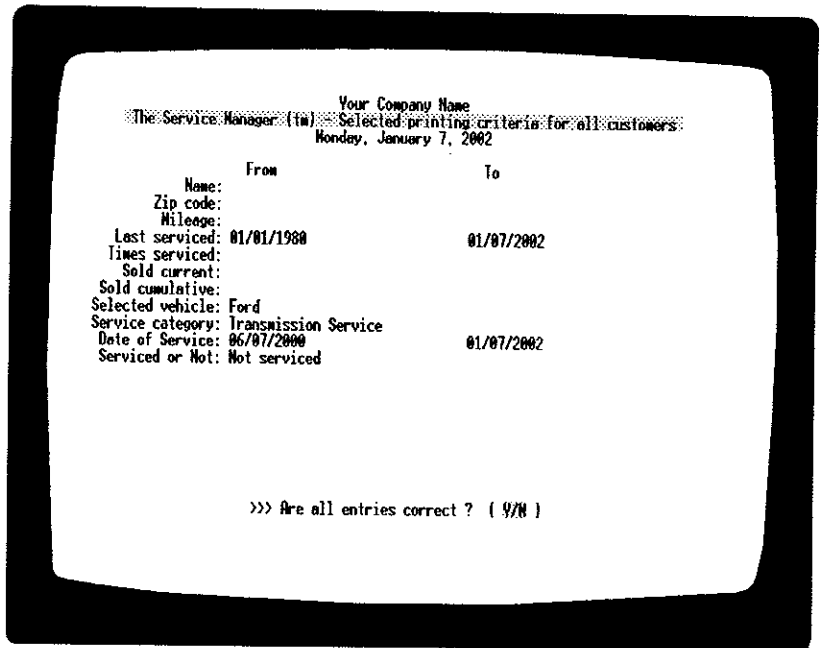 Your Company Name
The Service Manager (tm) - Selected printing criteria for all customers
Monday, January 7, 2002
From To
Name:
Zip code:
Mileage:
Last serviced: 01/01/1980 01/07/2002
Times serviced:
Sold current:
Sold cumulative:
Selected vehicle: Ford
Service category: Transmission Service
Date of Service: 06/07/2000 01/07/2002
Serviced or Not: Not serviced
>>> Are all entries correct ? ( Y/N )